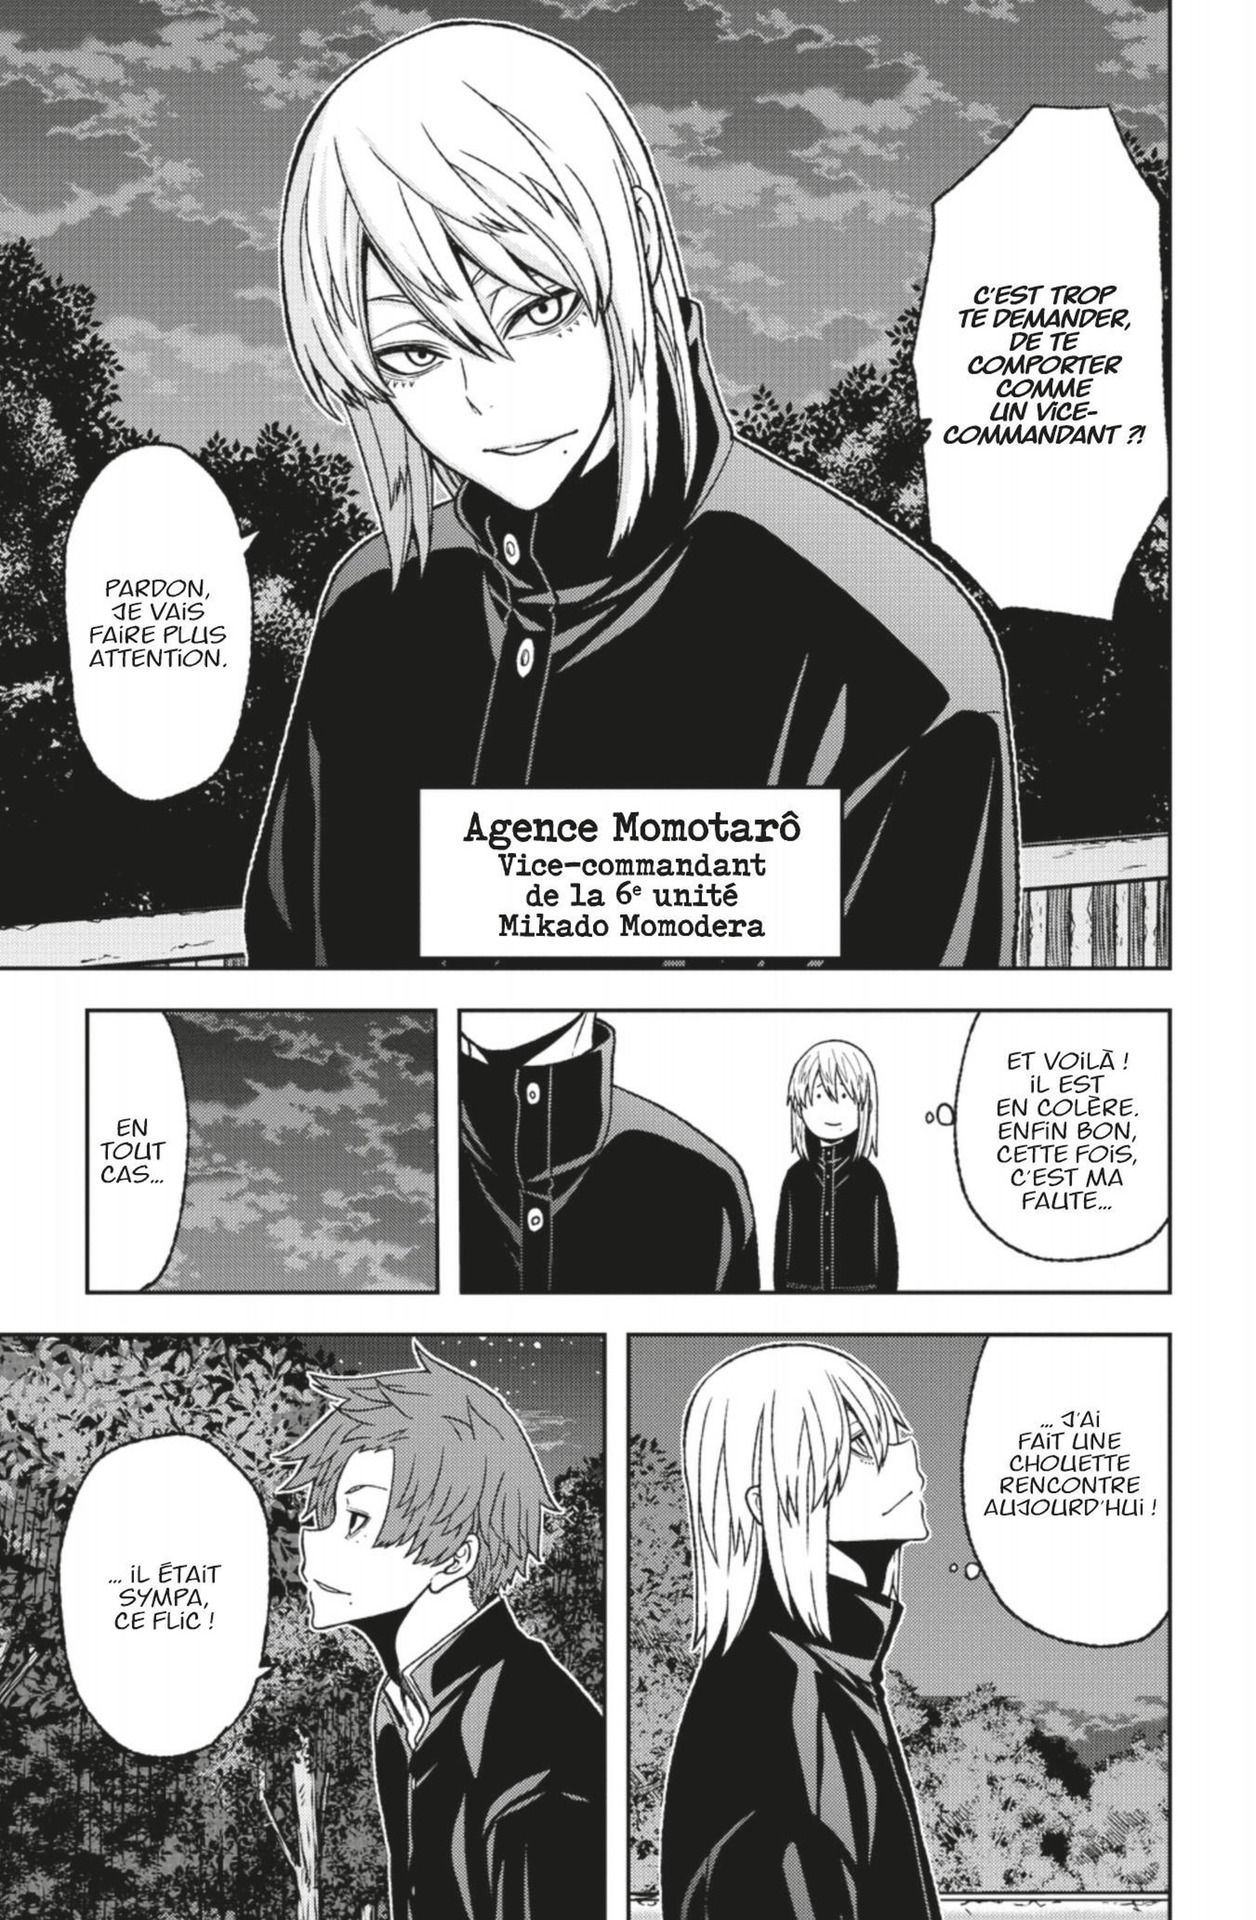 C'EST TROP
TE DEMANDER,
DE TE
COMPORTER
COMME
UN VICE-
COMMANDANT ?!
PARDON,
JE VAIS
FAIRE PLUS
ATTENTION.
Agence Momotarô
Vice-commandant
de la 6e unité
Mikado Momodera
ET VOILÀ !
IL EST
EN COLÈRE.
ENFIN BON,
CETTE FOIS,
C'EST MA
FAUTE...
EN
TOUT
CAS...
... J'AI
FAIT UNE
CHOUETTE
RENCONTRE
AUJOURD'HUI !
... IL ÉTAIT
SYMPA,
CE FLIC !